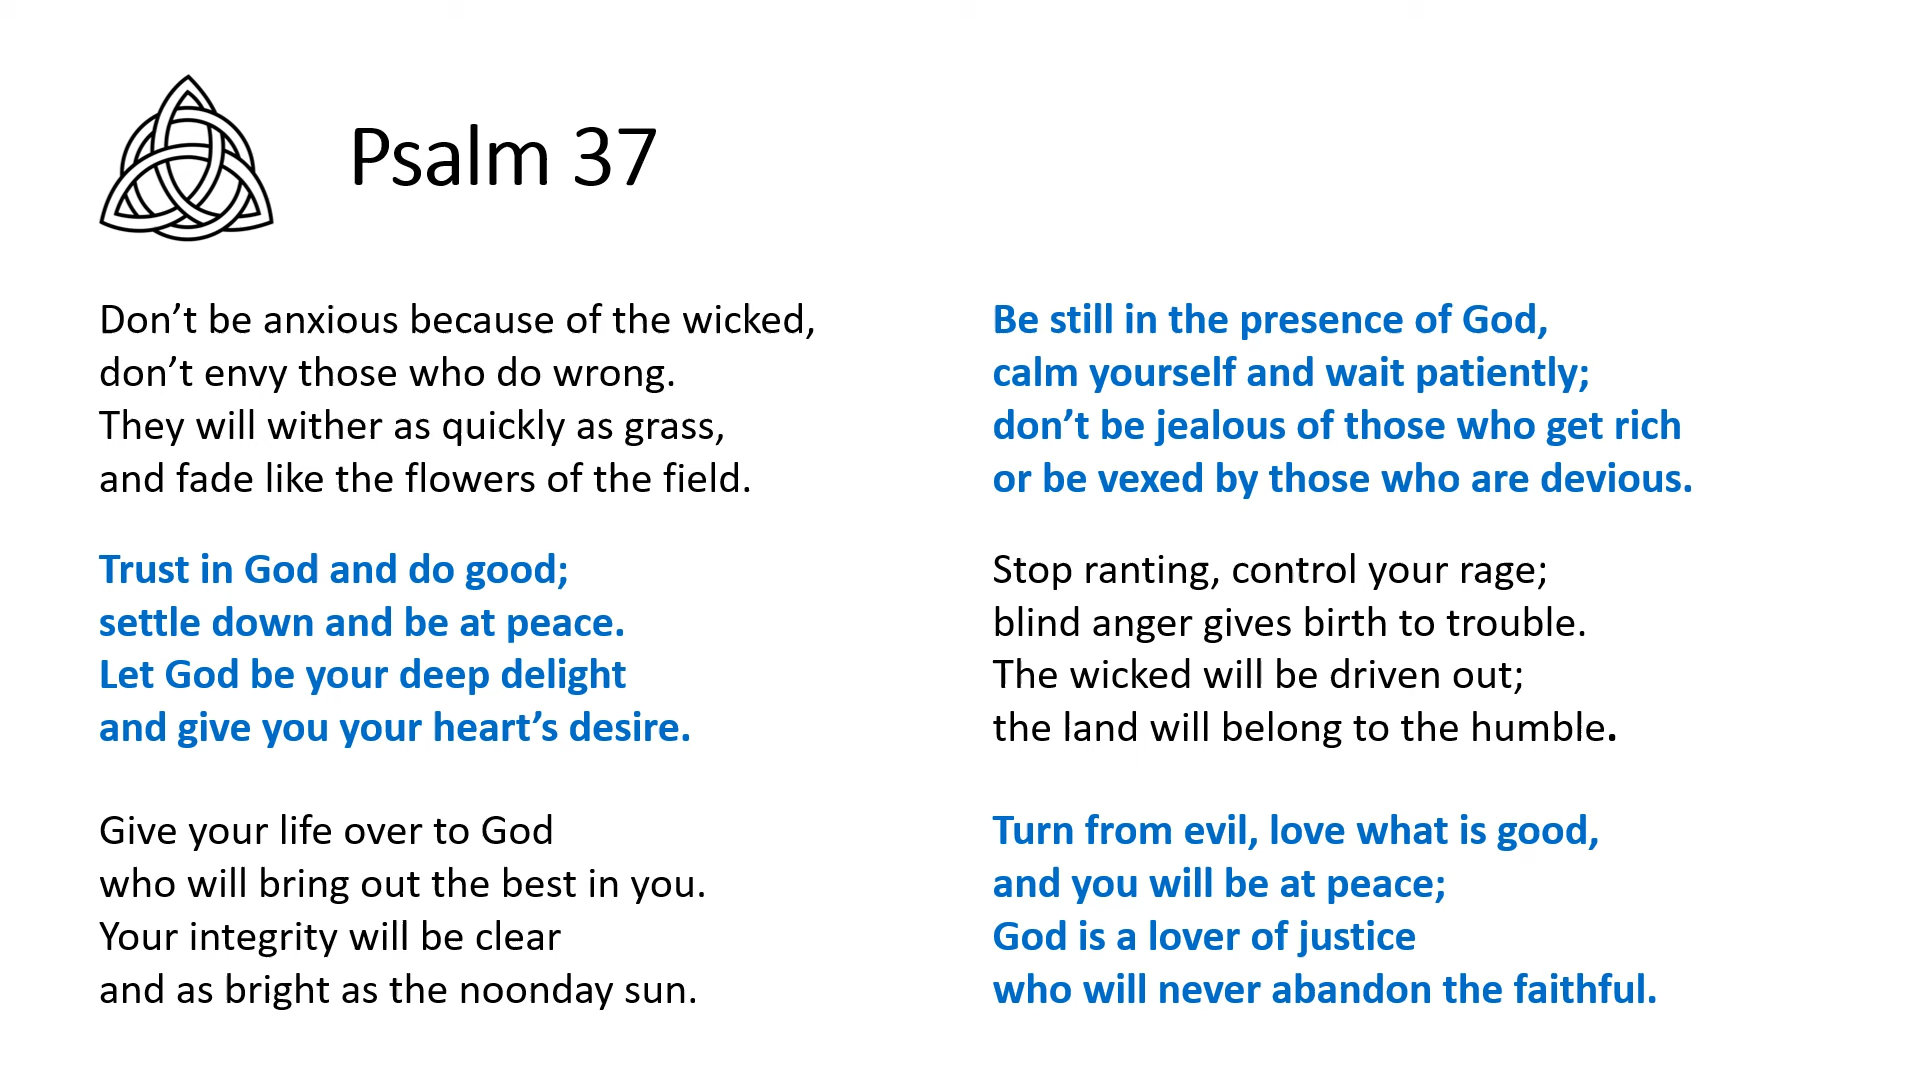 Psalm 37
Don’t be anxious because of the wicked,
don’t envy those who do wrong.
They will wither as quickly as grass,
and fade like the flowers of the field.
Trust in God and do good;
settle down and be at peace.
Let God be your deep delight
and give you your heart’s desire.
Give your life over to God
who will bring out the best in you.
Your integrity will be clear
and as bright as the noonday sun.
Be still in the presence of God,
calm yourself and wait patiently;
don’t be jealous of those who get rich
or be vexed by those who are devious.
Stop ranting, control your rage;
blind anger gives birth to trouble.
The wicked will be driven out;
the land will belong to the humble.
Turn from evil, love what is good,
and you will be at peace;
God is a lover of justice
who will never abandon the faithful.